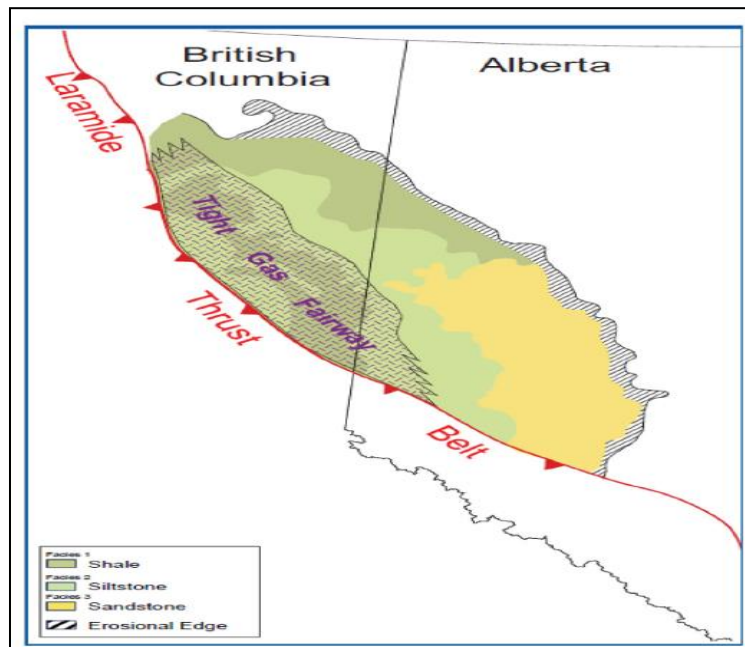 British
Columbia
Alberta
Laramide
Thrust
Belt
Tight
Gas
Fairway
Facies 1
Shale
Facies 2
Siltstone
Facies 3
Sandstone
Erosional Edge